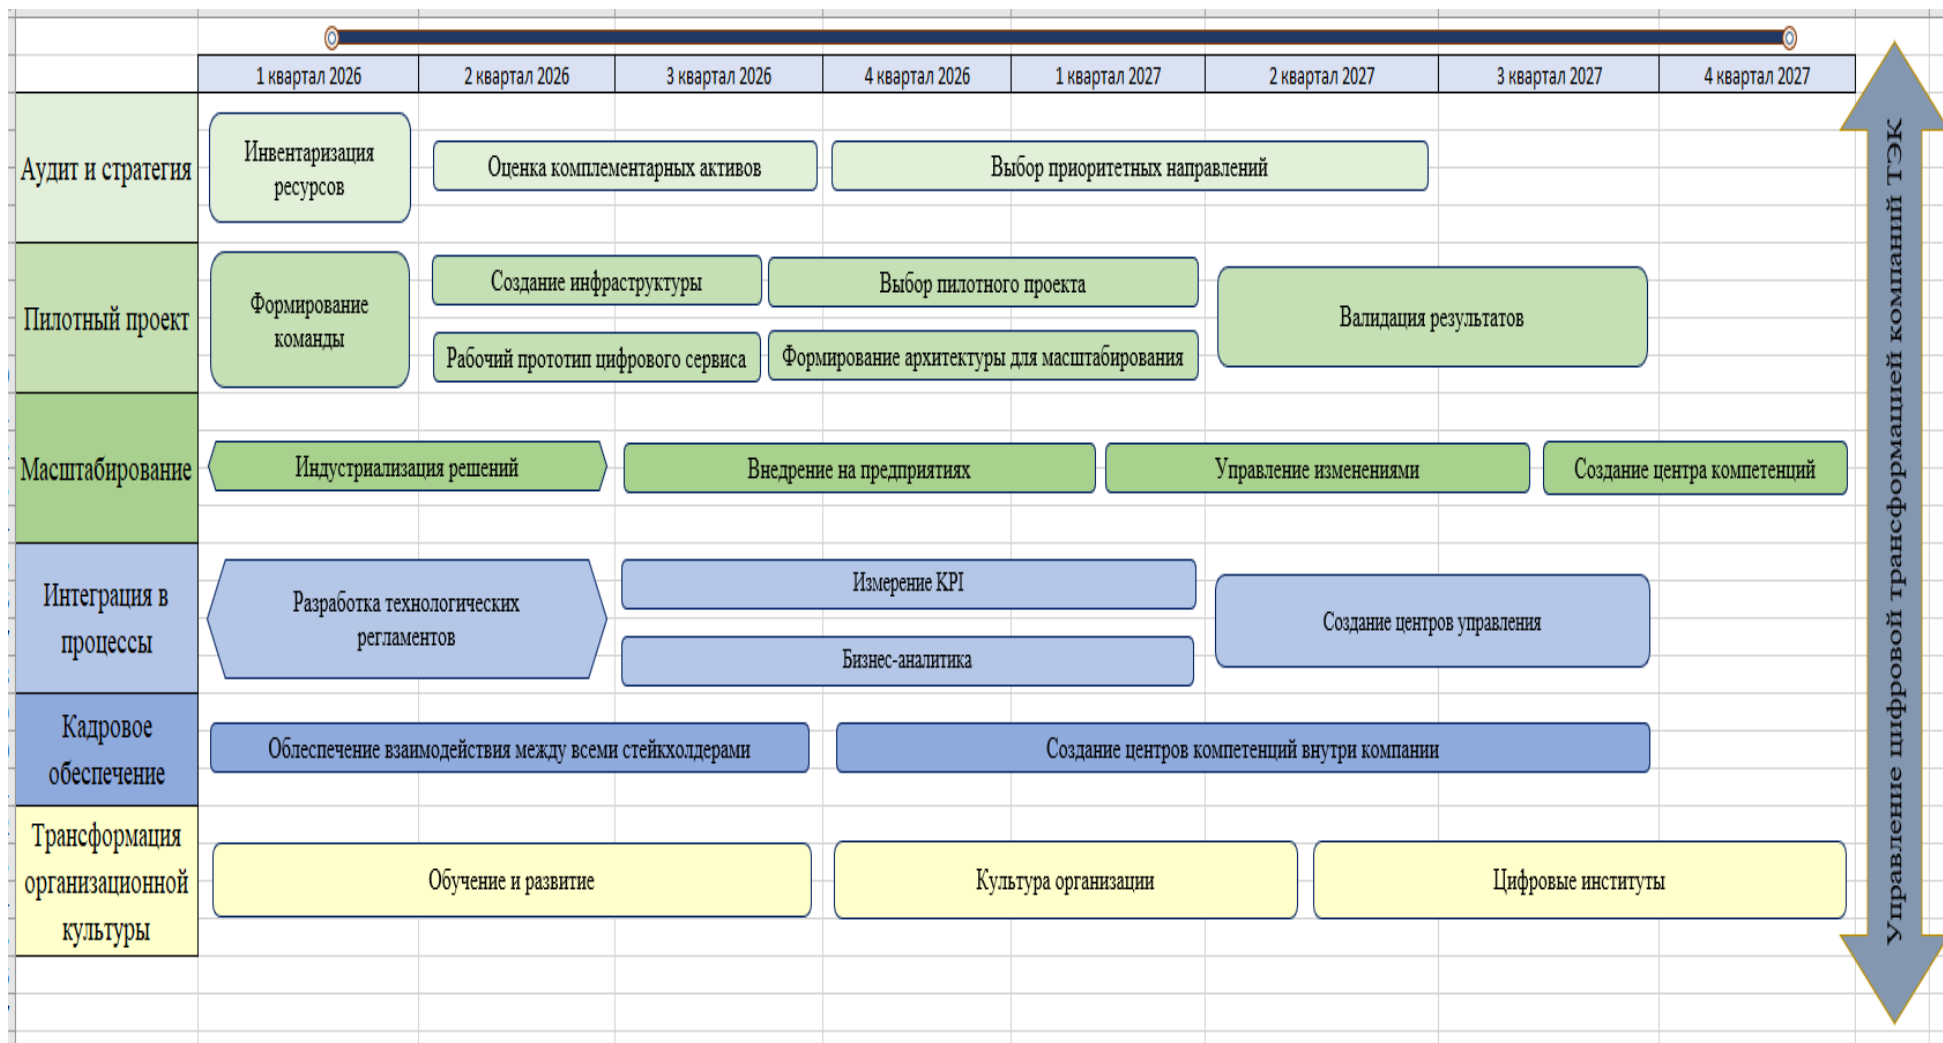 1 квартал 2026
2 квартал 2026
3 квартал 2026
4 квартал 2026
1 квартал 2027
2 квартал 2027
3 квартал 2027
4 квартал 2027
Аудит и стратегия
Инвентаризация
ресурсов
Оценка комплементарных активов
Выбор приоритетных направлений
Пилотный проект
Формирование
команды
Создание инфраструктуры
Выбор пилотного проекта
Рабочий прототип цифрового сервиса
Формирование архитектуры для масштабирования
Валидация результатов
Масштабирование
Индустриализация решений
Внедрение на предприятиях
Управление изменениями
Создание центра компетенций
Интеграция в
процессы
Разработка технологических
регламентов
Измерение KPI
Бизнес-аналитика
Создание центров управления
Кадровое
обеспечение
Облеспечение взаимодействия между всеми стейкхолдерами
Создание центров компетенций внутри компании
Трансформация
организационной
культуры
Обучение и развитие
Культура организации
Цифровые институты
Управление цифровой трансформацией компаний ТЭК